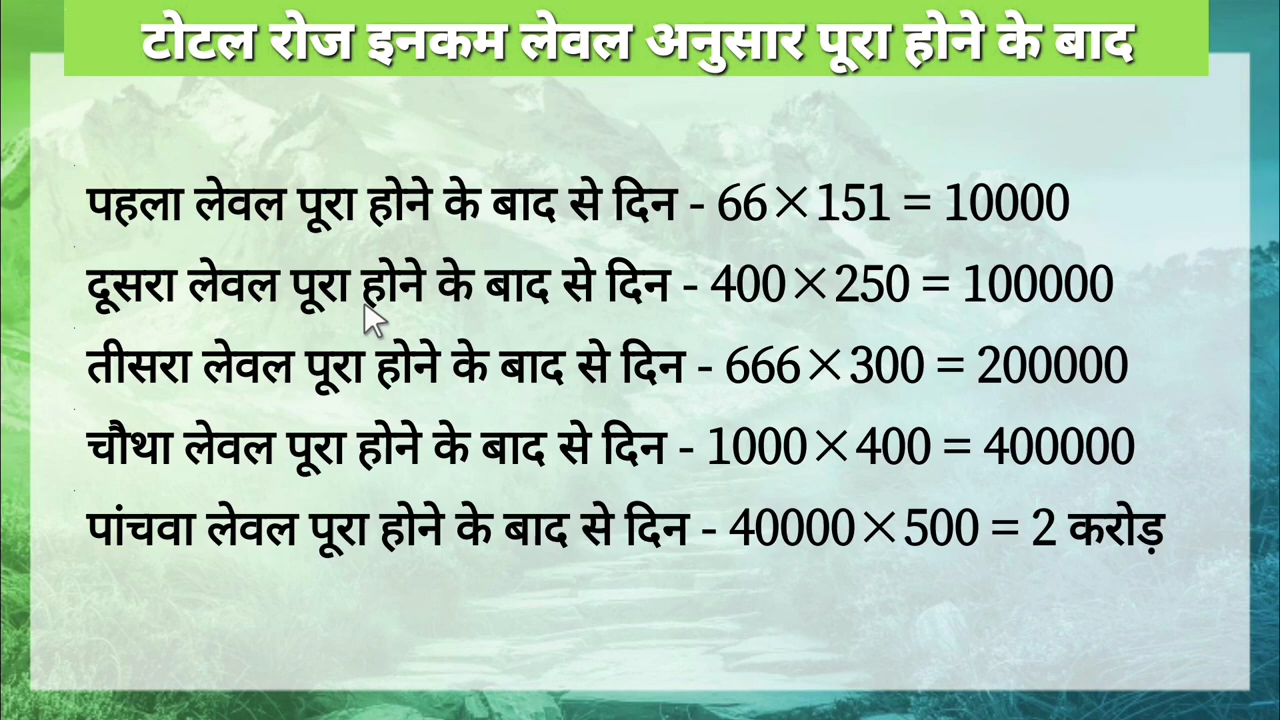 टोटल रोज इनकम लेवल अनुसार पूरा होने के बाद
पहला लेवल पूरा होने के बाद से दिन - 66×151 = 10000
दूसरा लेवल पूरा होने के बाद से दिन - 400×250 = 100000
तीसरा लेवल पूरा होने के बाद से दिन - 666×300 = 200000
चौथा लेवल पूरा होने के बाद से दिन - 1000×400 = 400000
पांचवा लेवल पूरा होने के बाद से दिन - 40000×500 = 2 करोड़